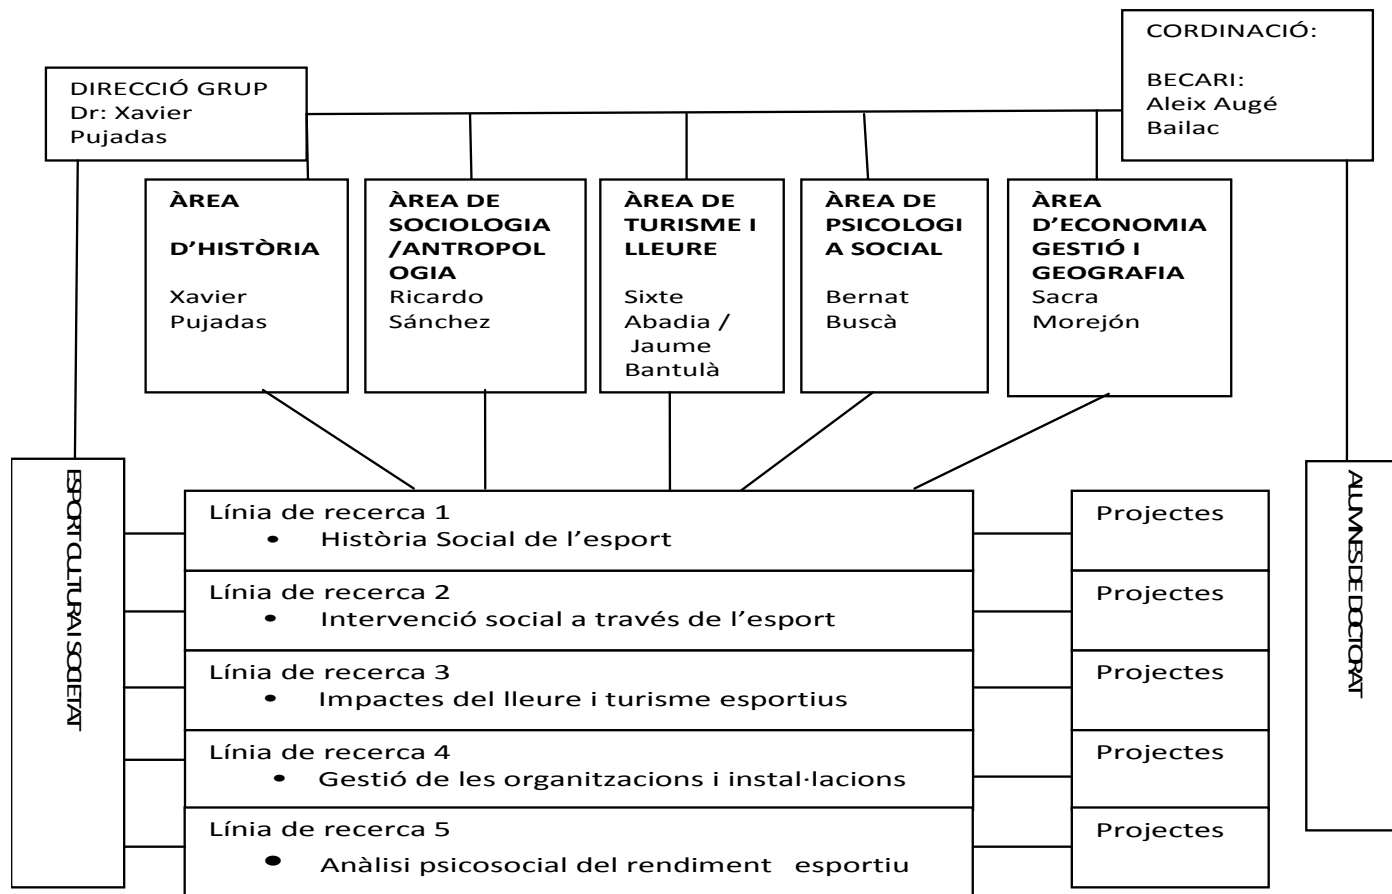 CORDINACIÓ:
BECARI:
Aleix Augé
Bailac
DIRECCIÓ GRUP
Dr: Xavier
Pujadas
ÀREA
D’HISTÒRIA
Xavier
Pujadas
ÀREA DE
SOCIOLOGIA
/ANTROPOL
OGIA
Ricardo
Sánchez
ÀREA DE
TURISME I
LLEURE
Sixte
Abadia /
Jaume
Bantulà
ÀREA DE
PSICOLOGI
A SOCIAL
Bernat
Buscà
ÀREA
D’ECONOMIA
GESTIÓ I
GEOGRAFIA
Sacra
Morejón
ESPORT CULTURA I SOCIETAT
Línia de recerca 1
• Història Social de l’esport
Projectes
Línia de recerca 2
• Intervenció social a través de l’esport
Projectes
Línia de recerca 3
• Impactes del lleure i turisme esportius
Projectes
Línia de recerca 4
• Gestió de les organitzacions i instal·lacions
Projectes
Línia de recerca 5
• Anàlisi psicosocial del rendiment esportiu
Projectes
ALUMNES DE DOCTORAT